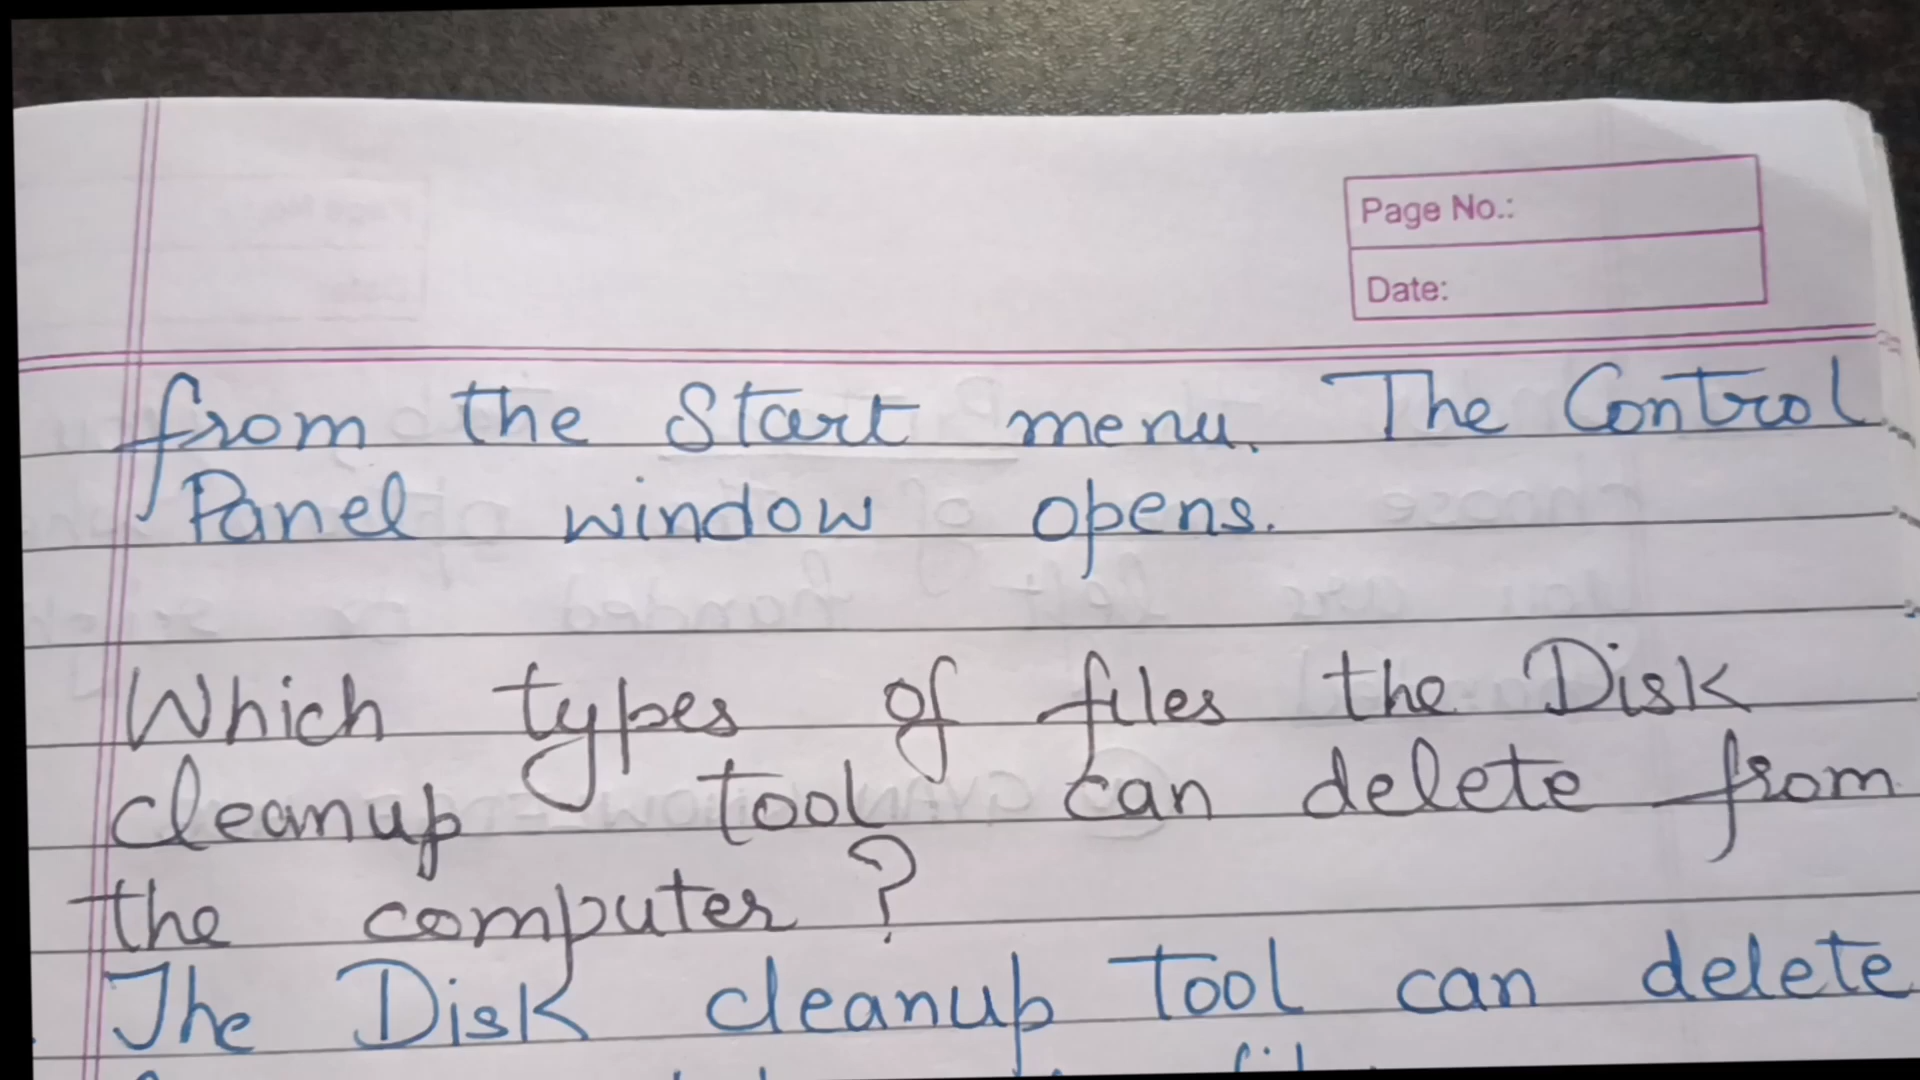 Page No.:
Date:
from the Start menu. The Control
Panel window opens.
Which types of files the Disk
cleanup tool can delete from
the computer?
The Disk cleanup tool can delete